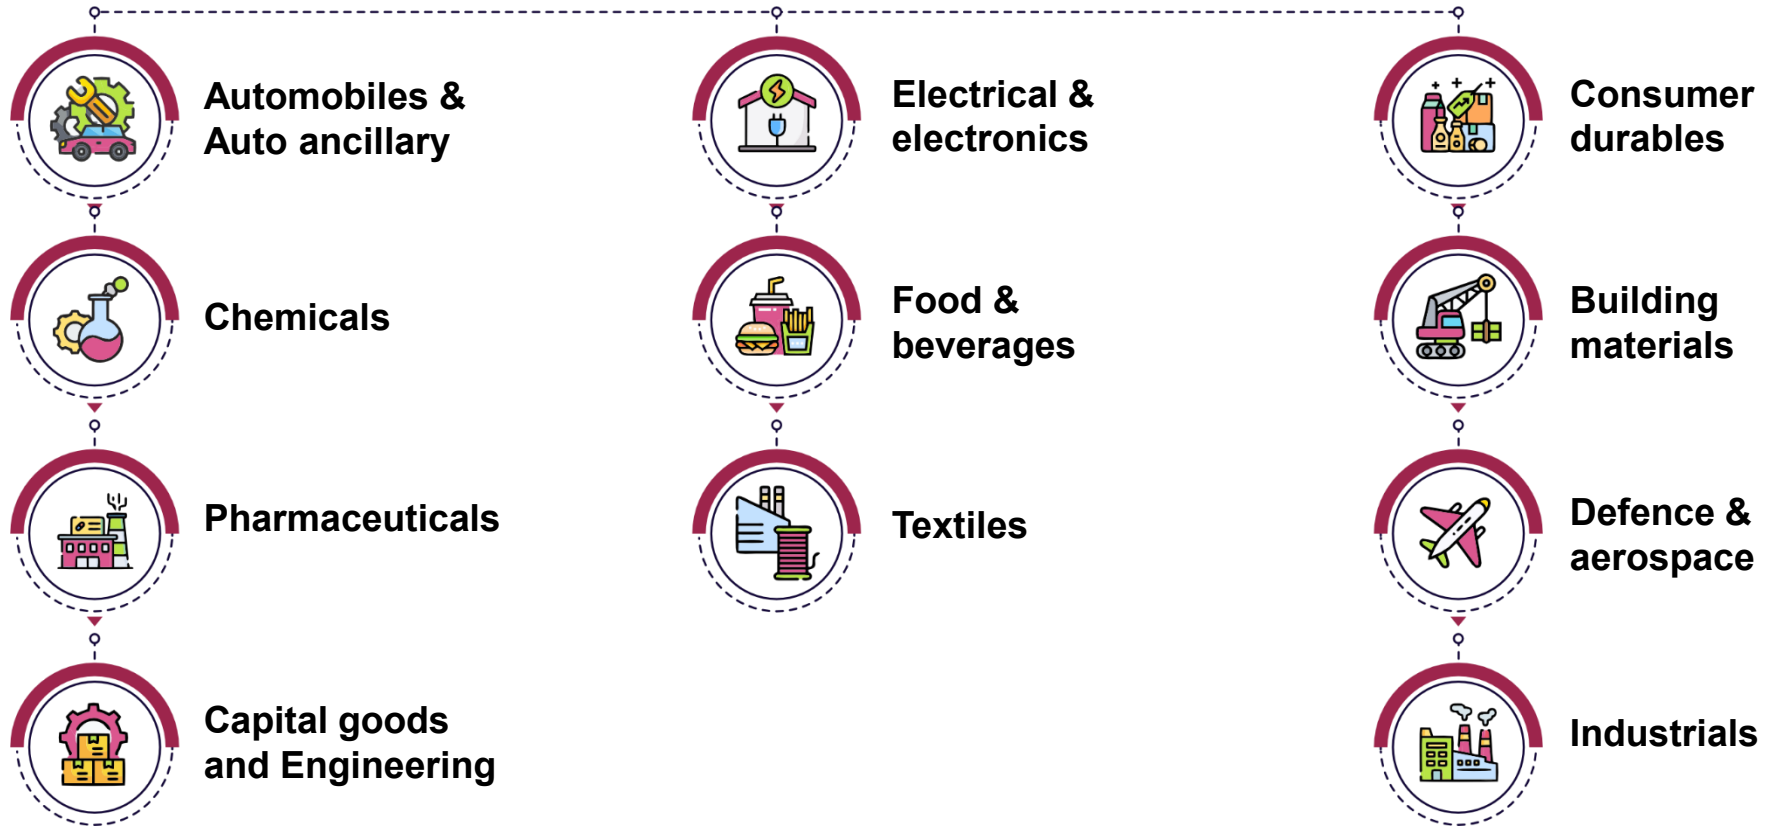 Automobiles &
Auto ancillary
Electrical &
electronics
Consumer
durables
Chemicals
Food &
beverages
Building
materials
Pharmaceuticals
Textiles
Defence &
aerospace
Capital goods
and Engineering
Industrials